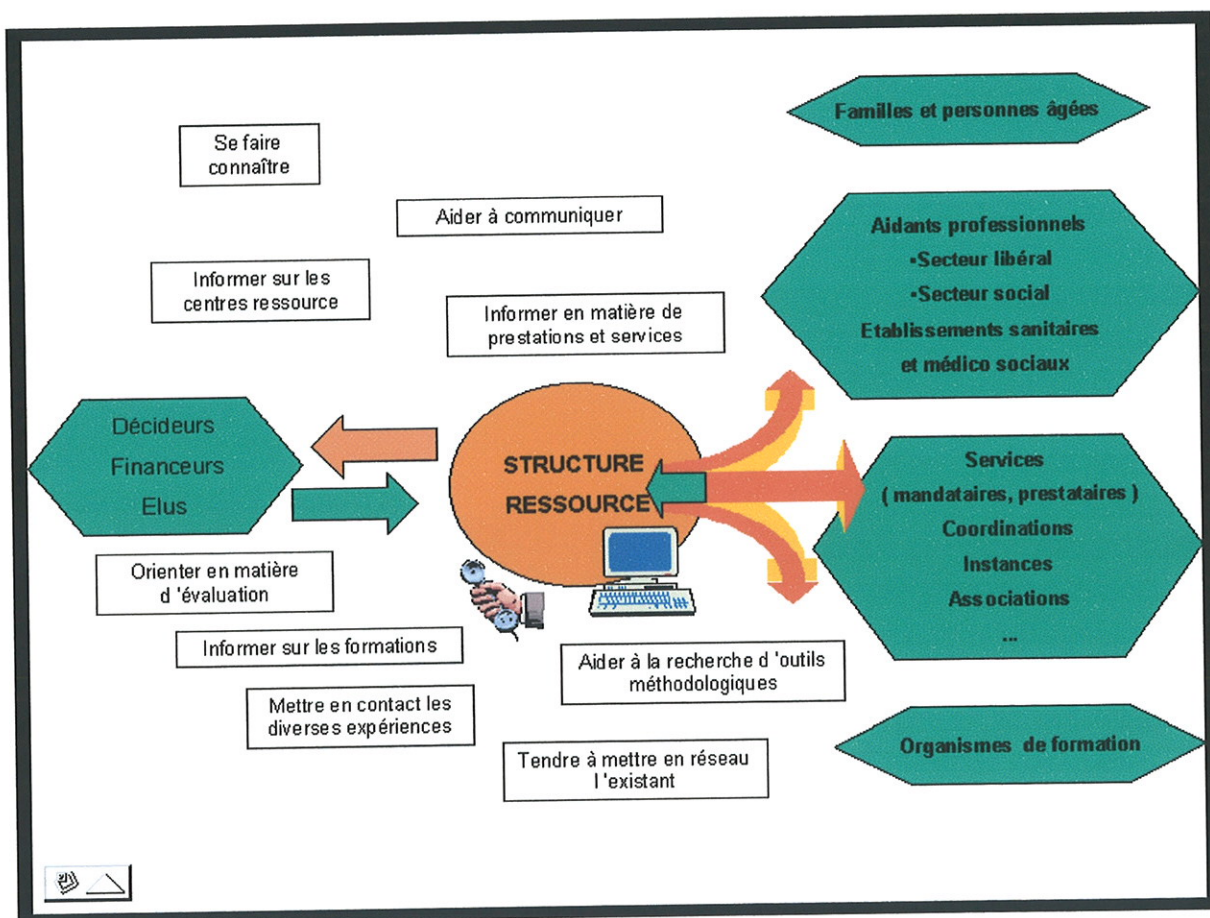 Familles et personnes âgées
Se faire
connaître
Aider à communiquer
Aidants professionnels
•Secteur libéral
•Secteur social
Etablissements sanitaires
et médico sociaux
Informer sur les
centres ressource
Informer en matière de
prestations et services
Décideurs
Financeurs
Elus
STRUCTURE
RESSOURCE
Services
( mandataires, prestataires )
Coordinations
Instances
Associations
...
Orienter en matière
d 'évaluation
Informer sur les formations
Aider à la recherche d 'outils
méthodologiques
Mettre en contact les
diverses expériences
Tendre à mettre en réseau
l 'existant
Organismes de formation